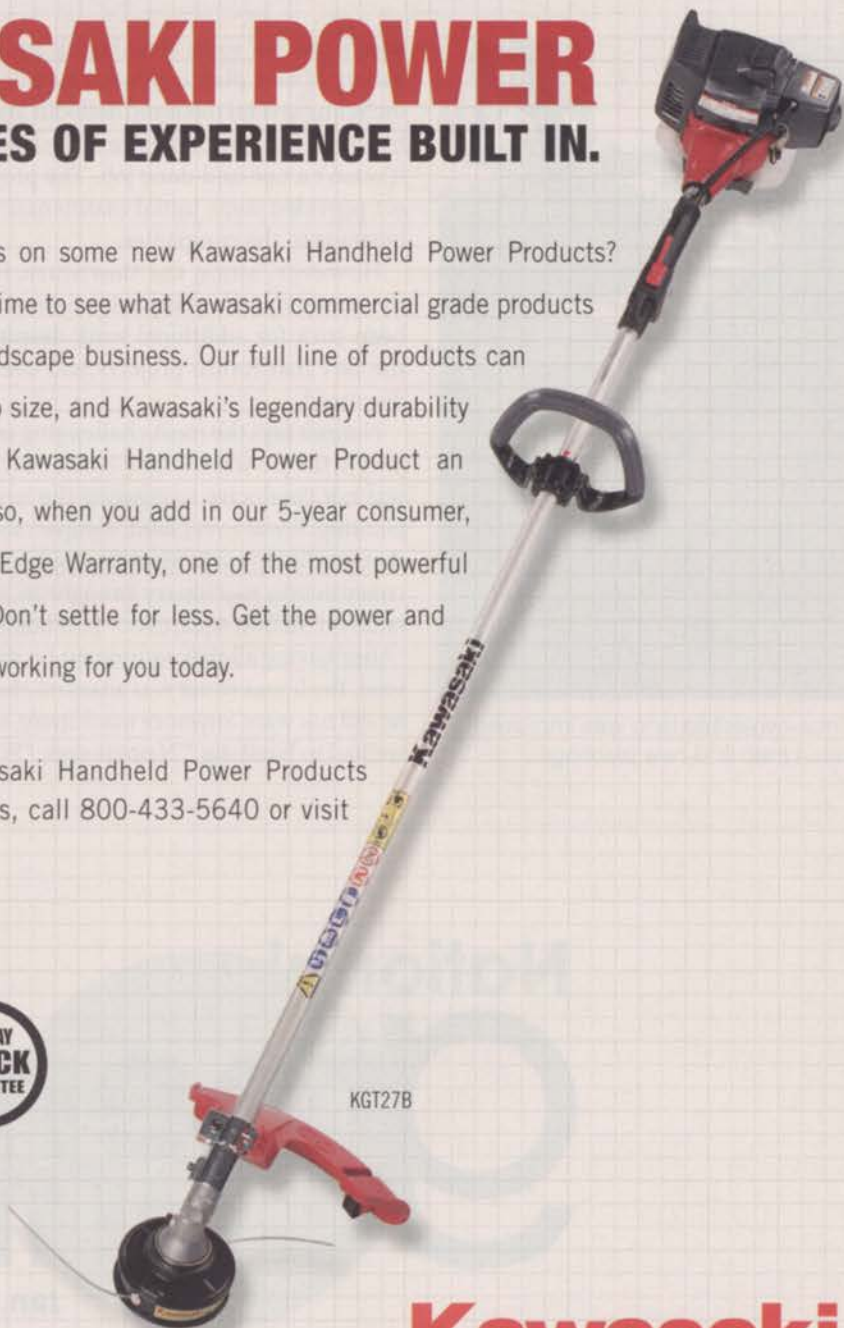 SAKI POWER
ES OF EXPERIENCE BUILT IN.
s on some new Kawasaki Handheld Power Products?
ime to see what Kawasaki commercial grade products
dscape business. Our full line of products can
o size, and Kawasaki's legendary durability
Kawasaki Handheld Power Product an
so, when you add in our 5-year consumer,
Edge Warranty, one of the most powerful
Don't settle for less. Get the power and
working for you today.
Kawasaki
saki Handheld Power Products
s, call 800-433-5640 or visit
AY
CK
TEE
KGT27B
Kawasaki